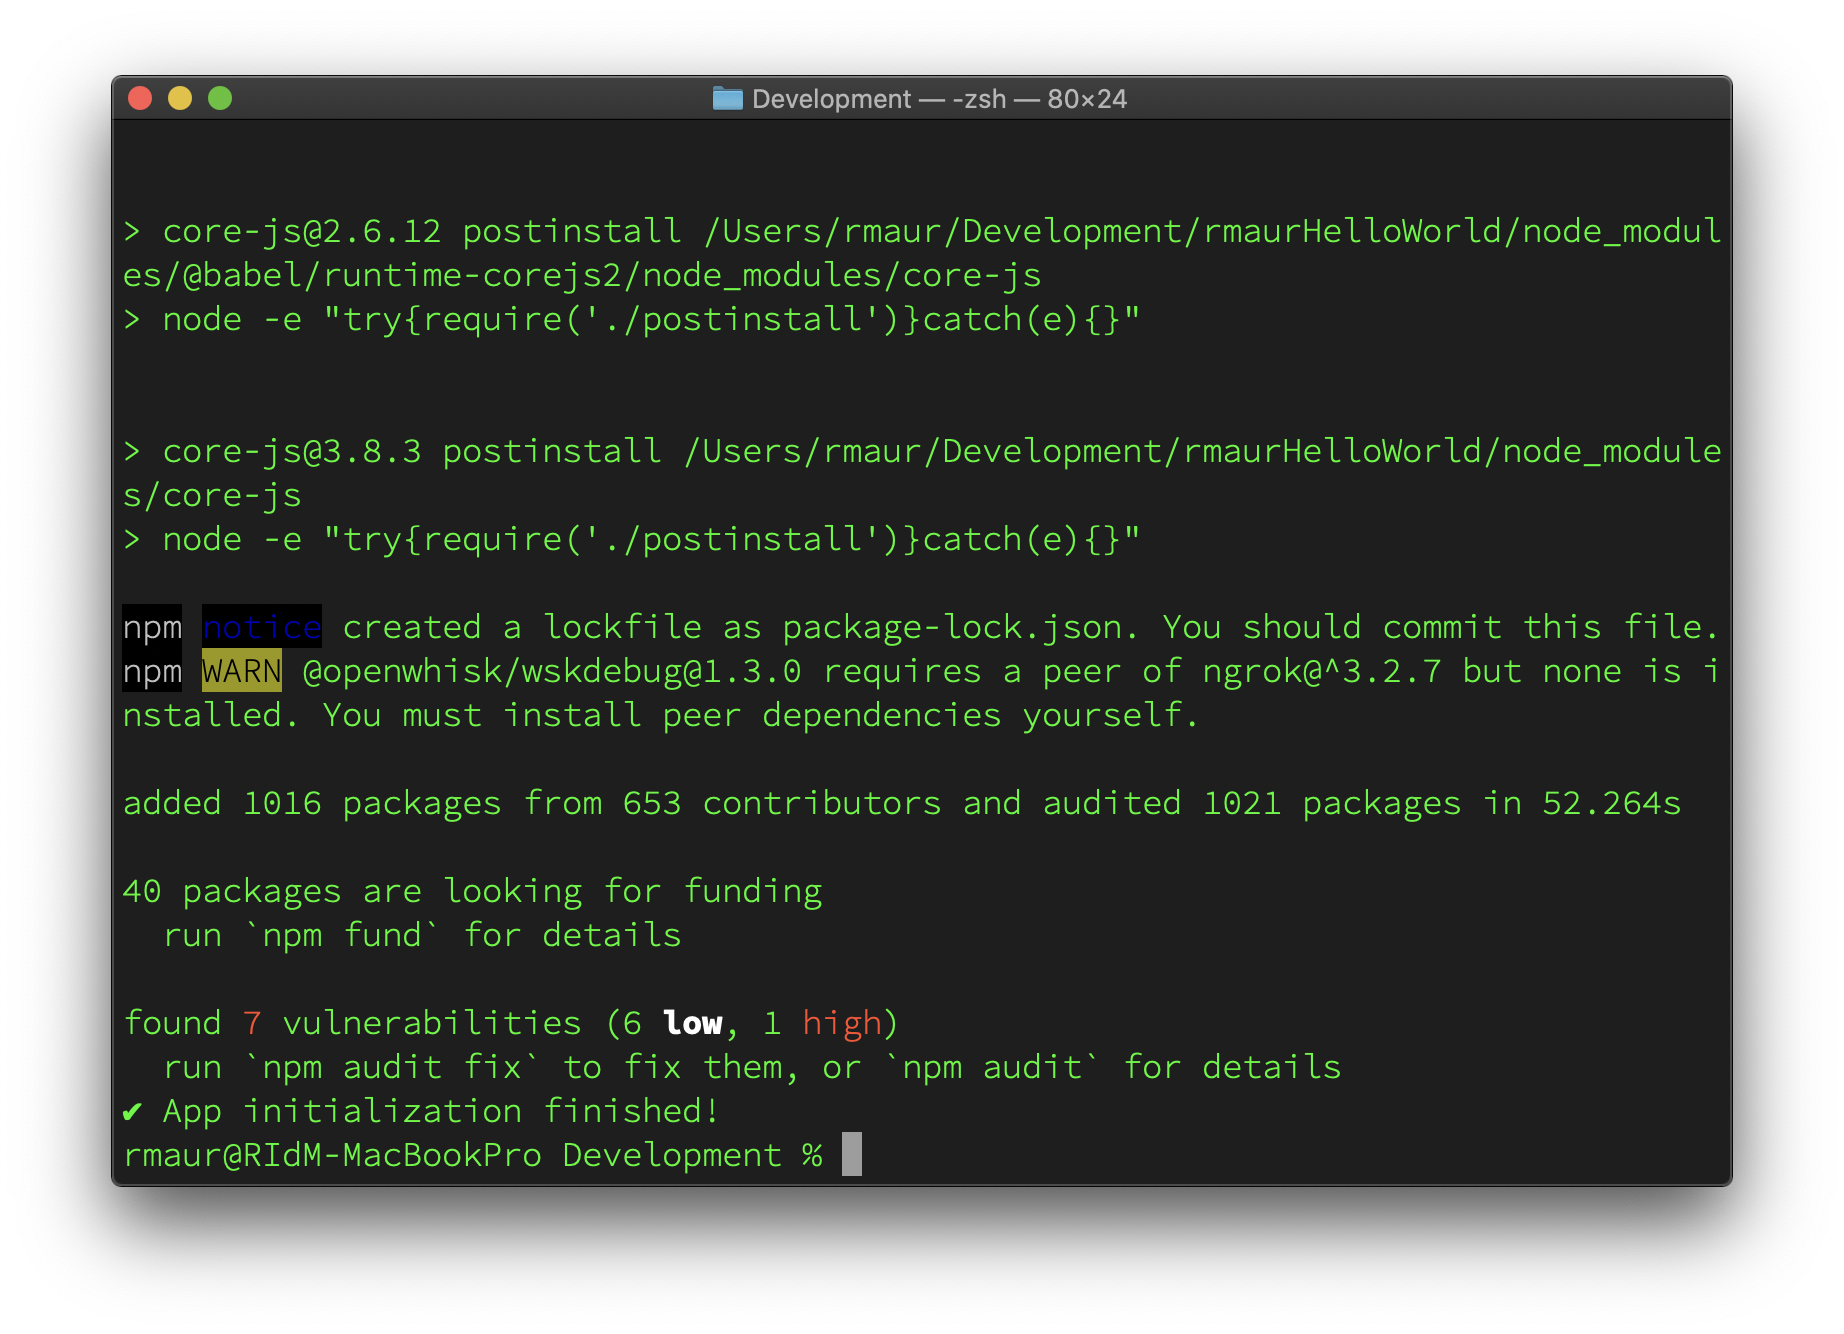 Development — -zsh — 80×24
> core-js@2.6.12 postinstall /Users/rmaur/Development/rmaurHelloWorld/node_modul
es/@babel/runtime-corejs2/node_modules/core-js
> node -e "try{require('./postinstall')}catch(e){}"
> core-js@3.8.3 postinstall /Users/rmaur/Development/rmaurHelloWorld/node_module
s/core-js
> node -e "try{require('./postinstall')}catch(e){}"
npm notice created a lockfile as package-lock.json. You should commit this file.
npm WARN @openwhisk/wskdebug@1.3.0 requires a peer of ngrok@^3.2.7 but none is i
nstalled. You must install peer dependencies yourself.
added 1016 packages from 653 contributors and audited 1021 packages in 52.264s
40 packages are looking for funding
  run `npm fund` for details
found 7 vulnerabilities (6 low, 1 high)
  run `npm audit fix` to fix them, or `npm audit` for details
✔ App initialization finished!
rmaur@RIdM-MacBookPro Development %